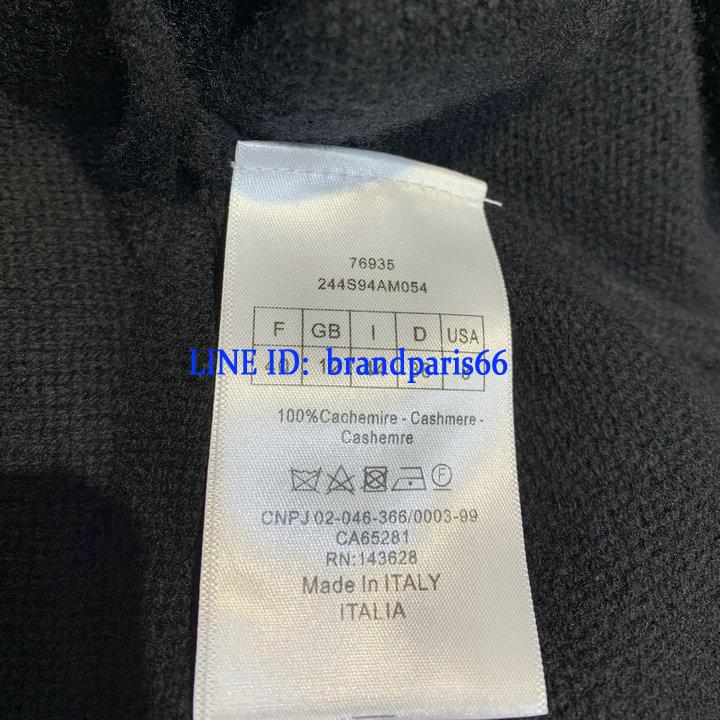 76935
244S94AM054
F GB I D USA
LINE ID: brandparis66
100%Cachemire - Cashmere -
Cashemre
CNPJ 02-046-366/0003-99
CA65281
RN:143628
Made In ITALY
ITALIA